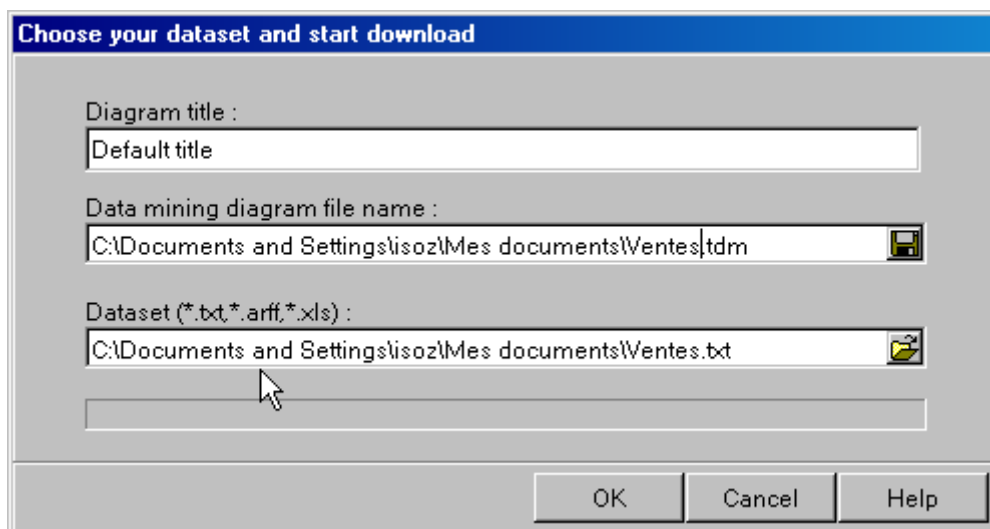 Choose your dataset and start download
Diagram title :
Default title
Data mining diagram file name :
C:\Documents and Settings\isoz\Mes documents\Ventes.tdm
Dataset (*.txt,*.arff,*.xls) :
C:\Documents and Settings\isoz\Mes documents\Ventes.txt
OK Cancel Help